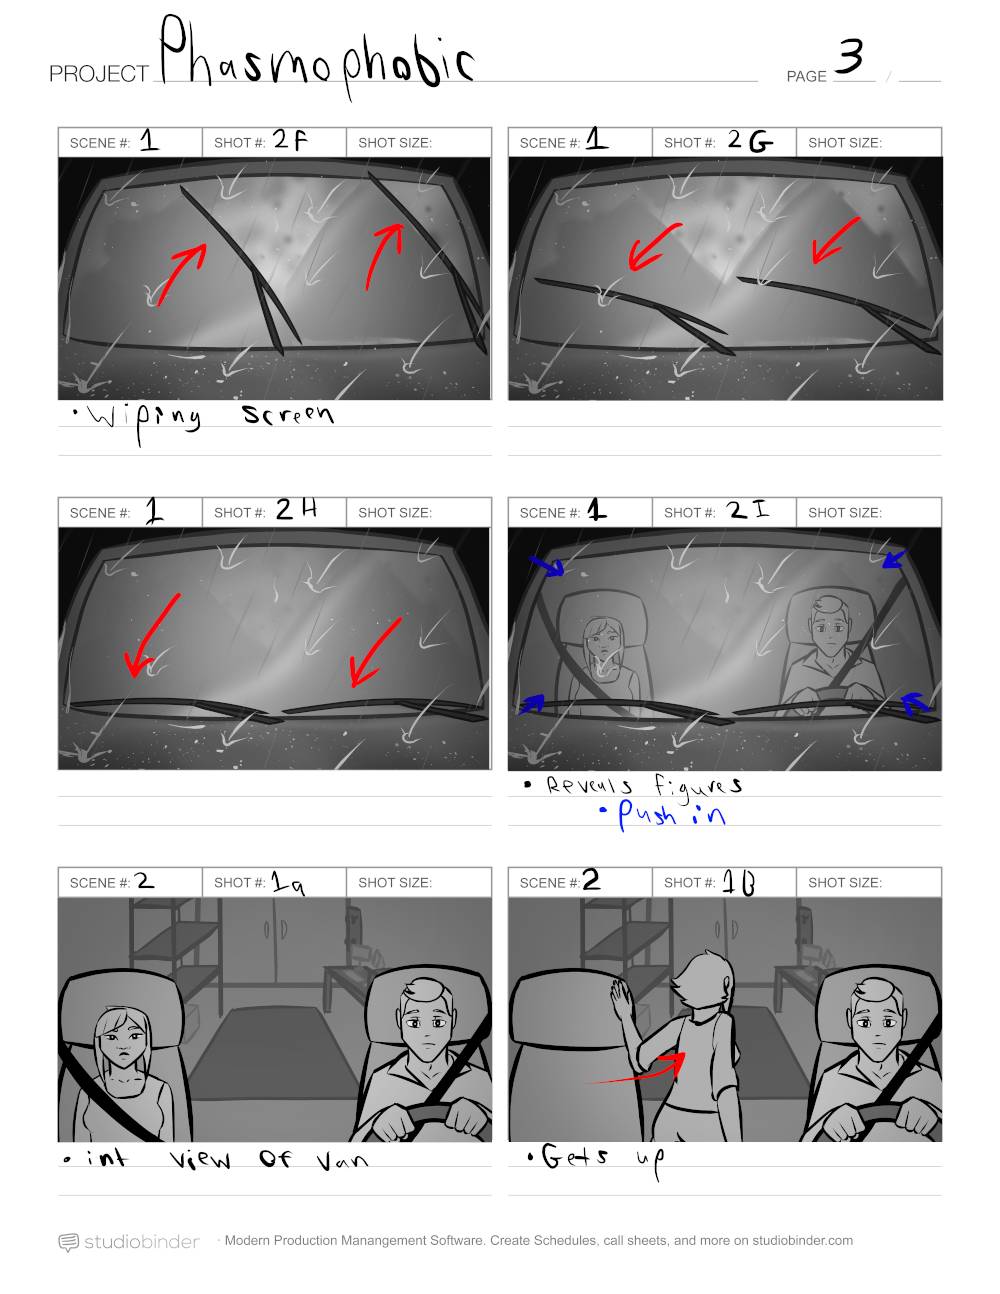 PROJECT Phasmophobic
PAGE 3 /
SCENE #: 1 SHOT #: 2F SHOT SIZE:
SCENE #: 1 SHOT #: 2G SHOT SIZE:
• Wiping screen
SCENE #: 1 SHOT #: 2H SHOT SIZE:
SCENE #: 1 SHOT #: 2I SHOT SIZE:
• Reveals figures
• Push in
SCENE #: 2 SHOT #: 1a SHOT SIZE:
SCENE #: 2 SHOT #: 1B SHOT SIZE:
• int view of van
• Gets up
studiobinder · Modern Production Manangement Software. Create Schedules, call sheets, and more on studiobinder.com